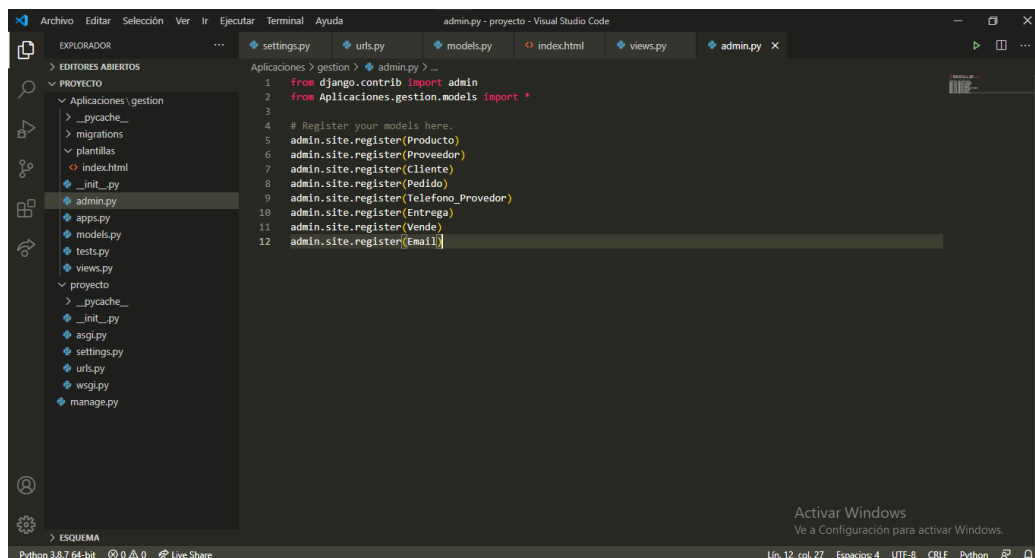 Archivo Editar Selección Ver Ir Ejecutar Terminal Ayuda admin.py - proyecto - Visual Studio Code
EXPLORADOR
settings.py urls.py models.py index.html views.py admin.py
EDITORES ABIERTOS
PROYECTO
Aplicaciones \ gestion
__pycache__
migrations
plantillas
index.html
__init__.py
admin.py
apps.py
models.py
tests.py
views.py
proyecto
__pycache__
__init__.py
asgi.py
settings.py
urls.py
wsgi.py
manage.py
ESQUEMA
Aplicaciones > gestion > admin.py > ...
1 from django.contrib import admin
2 from Aplicaciones.gestion.models import *
3
4 # Register your models here.
5 admin.site.register(Producto)
6 admin.site.register(Proveedor)
7 admin.site.register(Cliente)
8 admin.site.register(Pedido)
9 admin.site.register(Telefono_Provedor)
10 admin.site.register(Entrega)
11 admin.site.register(Vende)
12 admin.site.register(Email)
Activar Windows
Ve a Configuración para activar Windows.
Python 3.8.7 64-bit 0 0 Live Share Lín. 12, col. 27 Espacios: 4 UTF-8 CRLF Python